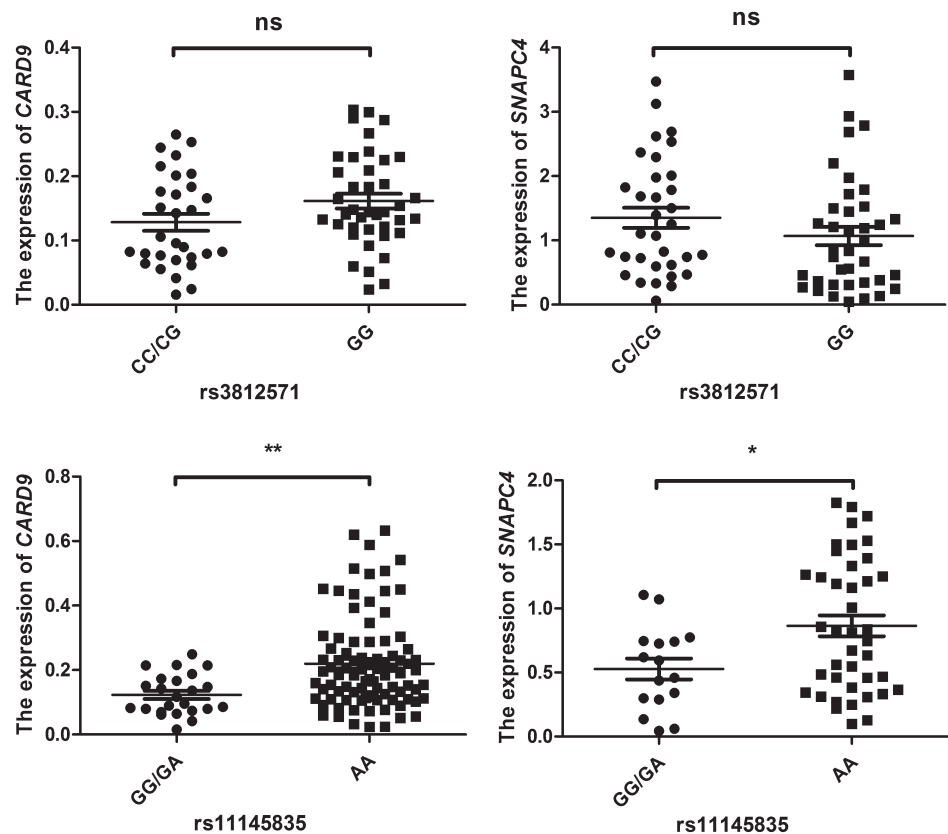 ns
The expression of CARD9
0.4
0.3
0.2
0.1
0.0
CC/CG
GG
rs3812571
ns
The expression of SNAPC4
4
3
2
1
0
CC/CG
GG
rs3812571
**
The expression of CARD9
0.8
0.6
0.4
0.2
0.0
GG/GA
AA
rs11145835
*
The expression of SNAPC4
2.0
1.5
1.0
0.5
0.0
GG/GA
AA
rs11145835